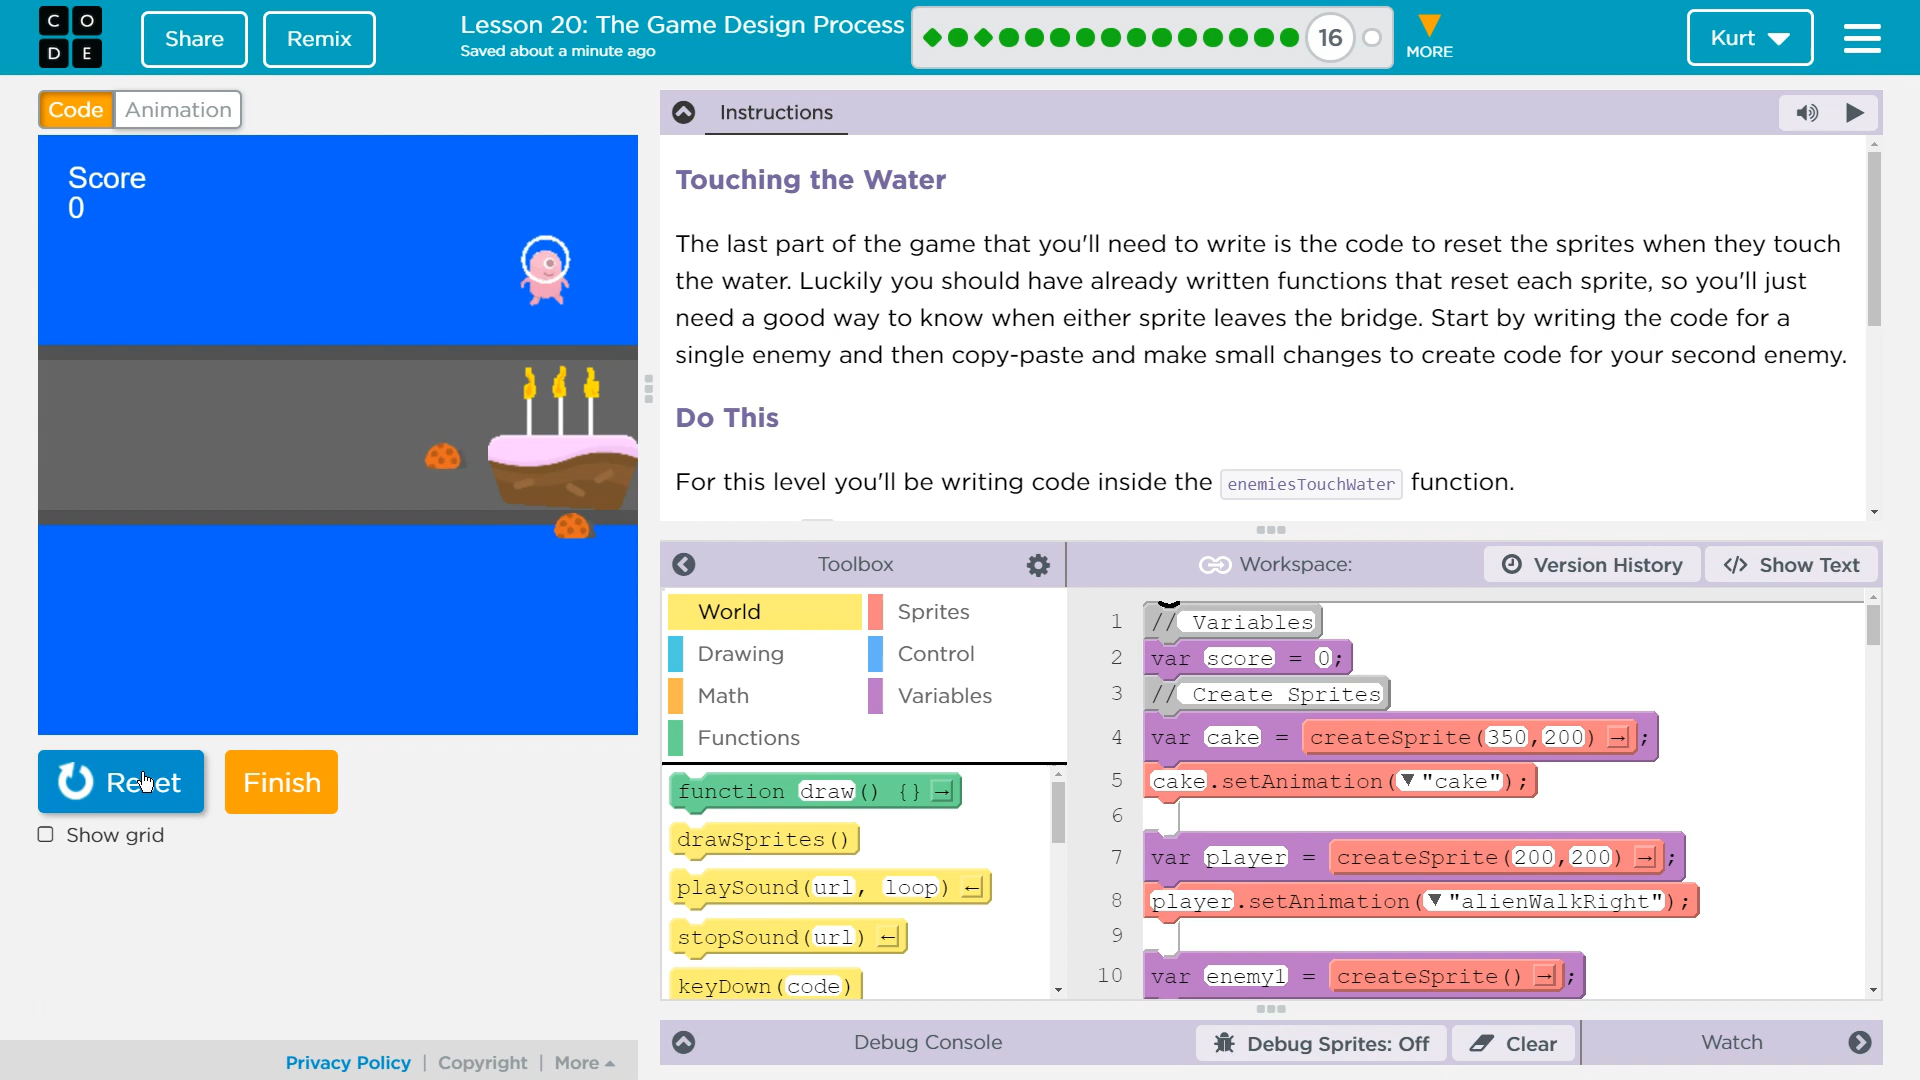 C O
D E
Share
Remix
Lesson 20: The Game Design Process
Saved about a minute ago
16
MORE
Kurt
Code
Animation
Score
0
Reset
Finish
Show grid
Privacy Policy | Copyright | More
Instructions
Touching the Water
The last part of the game that you'll need to write is the code to reset the sprites when they touch
the water. Luckily you should have already written functions that reset each sprite, so you'll just
need a good way to know when either sprite leaves the bridge. Start by writing the code for a
single enemy and then copy-paste and make small changes to create code for your second enemy.
Do This
For this level you'll be writing code inside the enemiesTouchWater function.
Toolbox
World
Sprites
Drawing
Control
Math
Variables
Functions
function draw() {}
drawSprites()
playSound(url, loop)
stopSound(url)
keyDown(code)
Workspace:
Version History
</> Show Text
1 // Variables
2 var score = 0;
3 // Create Sprites
4 var cake = createSprite(350,200);
5 cake.setAnimation("cake");
6
7 var player = createSprite(200,200);
8 player.setAnimation("alienWalkRight");
9
10 var enemy1 = createSprite();
Debug Console
Debug Sprites: Off
Clear
Watch